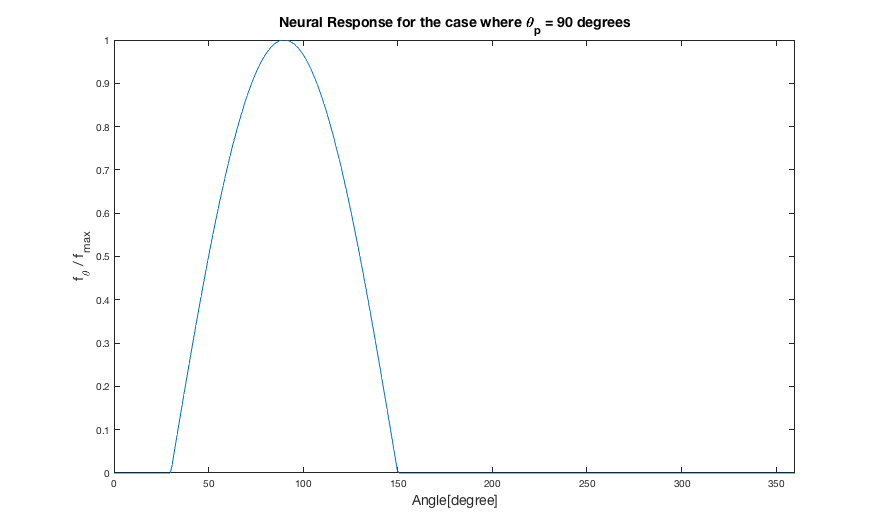 Neural Response for the case where θp = 90 degrees
1
0.9
0.8
0.7
0.6
0.5
0.4
0.3
0.2
0.1
0
fθ / fmax
0 50 100 150 200 250 300 350
Angle[degree]